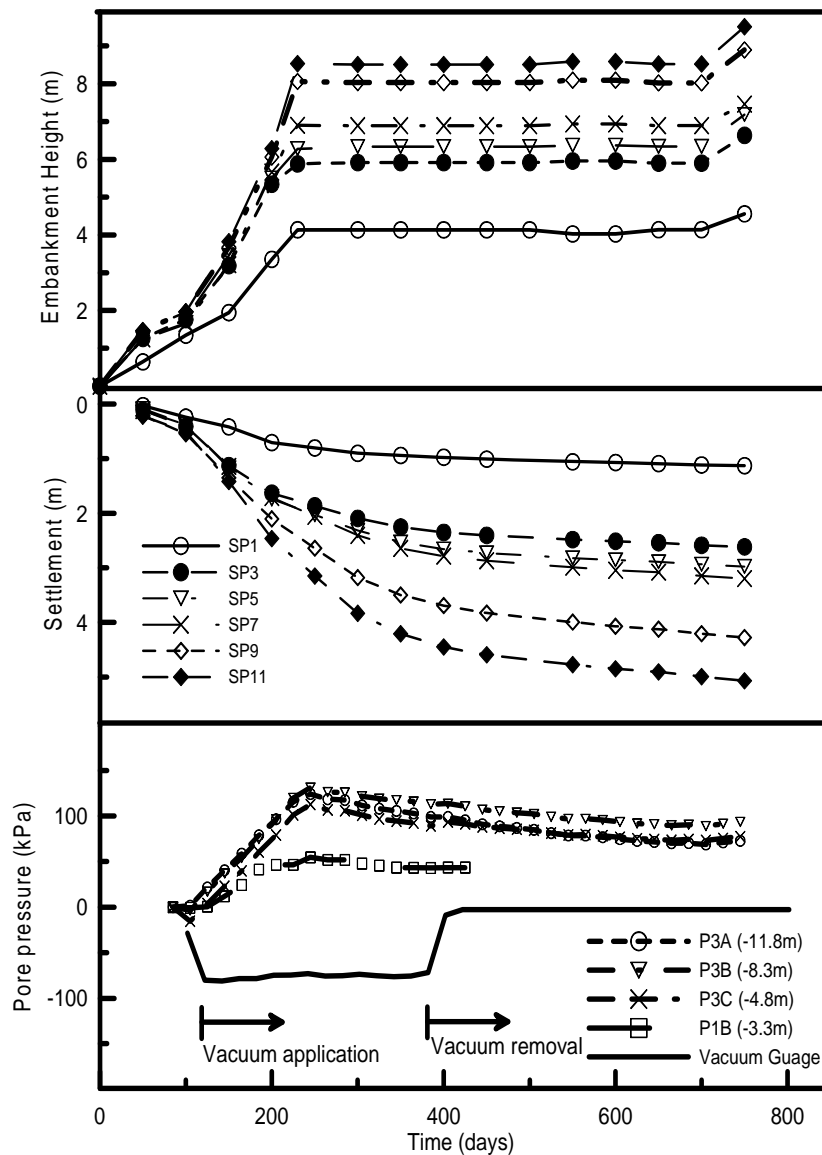 Embankment Height (m)
8
6
4
2
Settlement (m)
0
2
4
SP1
SP3
SP5
SP7
SP9
SP11
Pore pressure (kPa)
100
0
-100
P3A (-11.8m)
P3B (-8.3m)
P3C (-4.8m)
P1B (-3.3m)
Vacuum Guage
Vacuum application
Vacuum removal
0
200
400
600
800
Time (days)